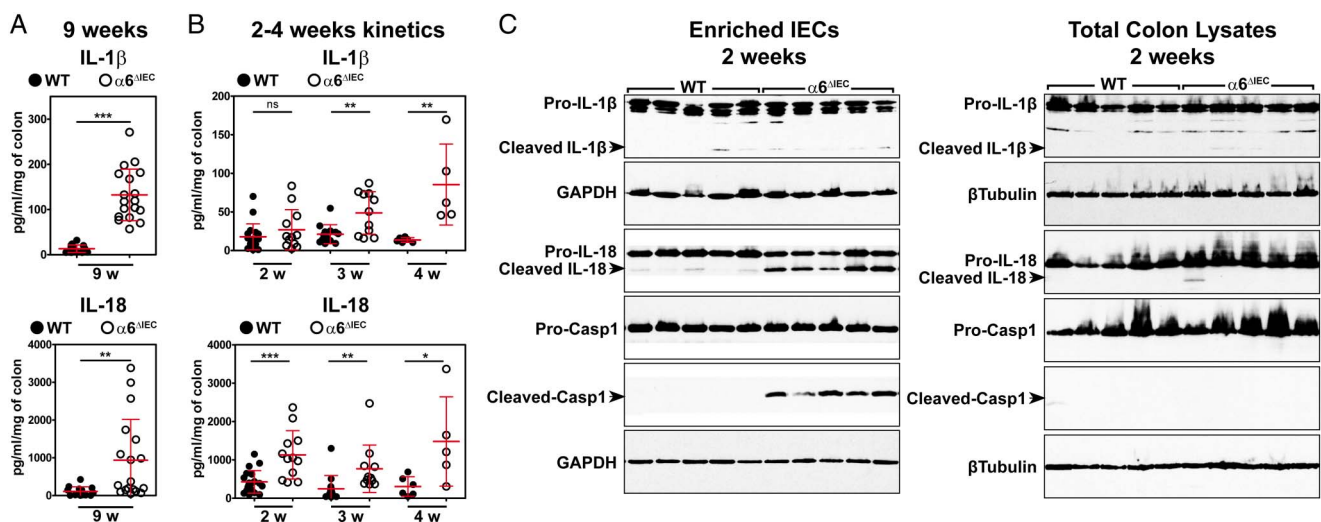 A
9 weeks
IL-1β
WT α6ΔIEC
***
pg/ml/mg of colon
300
200
100
0
9 w
IL-18
WT α6ΔIEC
**
pg/ml/mg of colon
4000
3000
2000
1000
0
9 w
B
2-4 weeks kinetics
IL-1β
WT α6ΔIEC
ns ** **
pg/ml/mg of colon
200
150
100
50
0
2 w 3 w 4 w
IL-18
WT α6ΔIEC
*** ** *
pg/ml/mg of colon
4000
3000
2000
1000
0
2 w 3 w 4 w
C
Enriched IECs
2 weeks
WT α6ΔIEC
Pro-IL-1β
Cleaved IL-1β
GAPDH
Pro-IL-18
Cleaved IL-18
Pro-Casp1
Cleaved-Casp1
GAPDH
Total Colon Lysates
2 weeks
WT α6ΔIEC
Pro-IL-1β
Cleaved IL-1β
βTubulin
Pro-IL-18
Cleaved IL-18
Pro-Casp1
Cleaved-Casp1
βTubulin